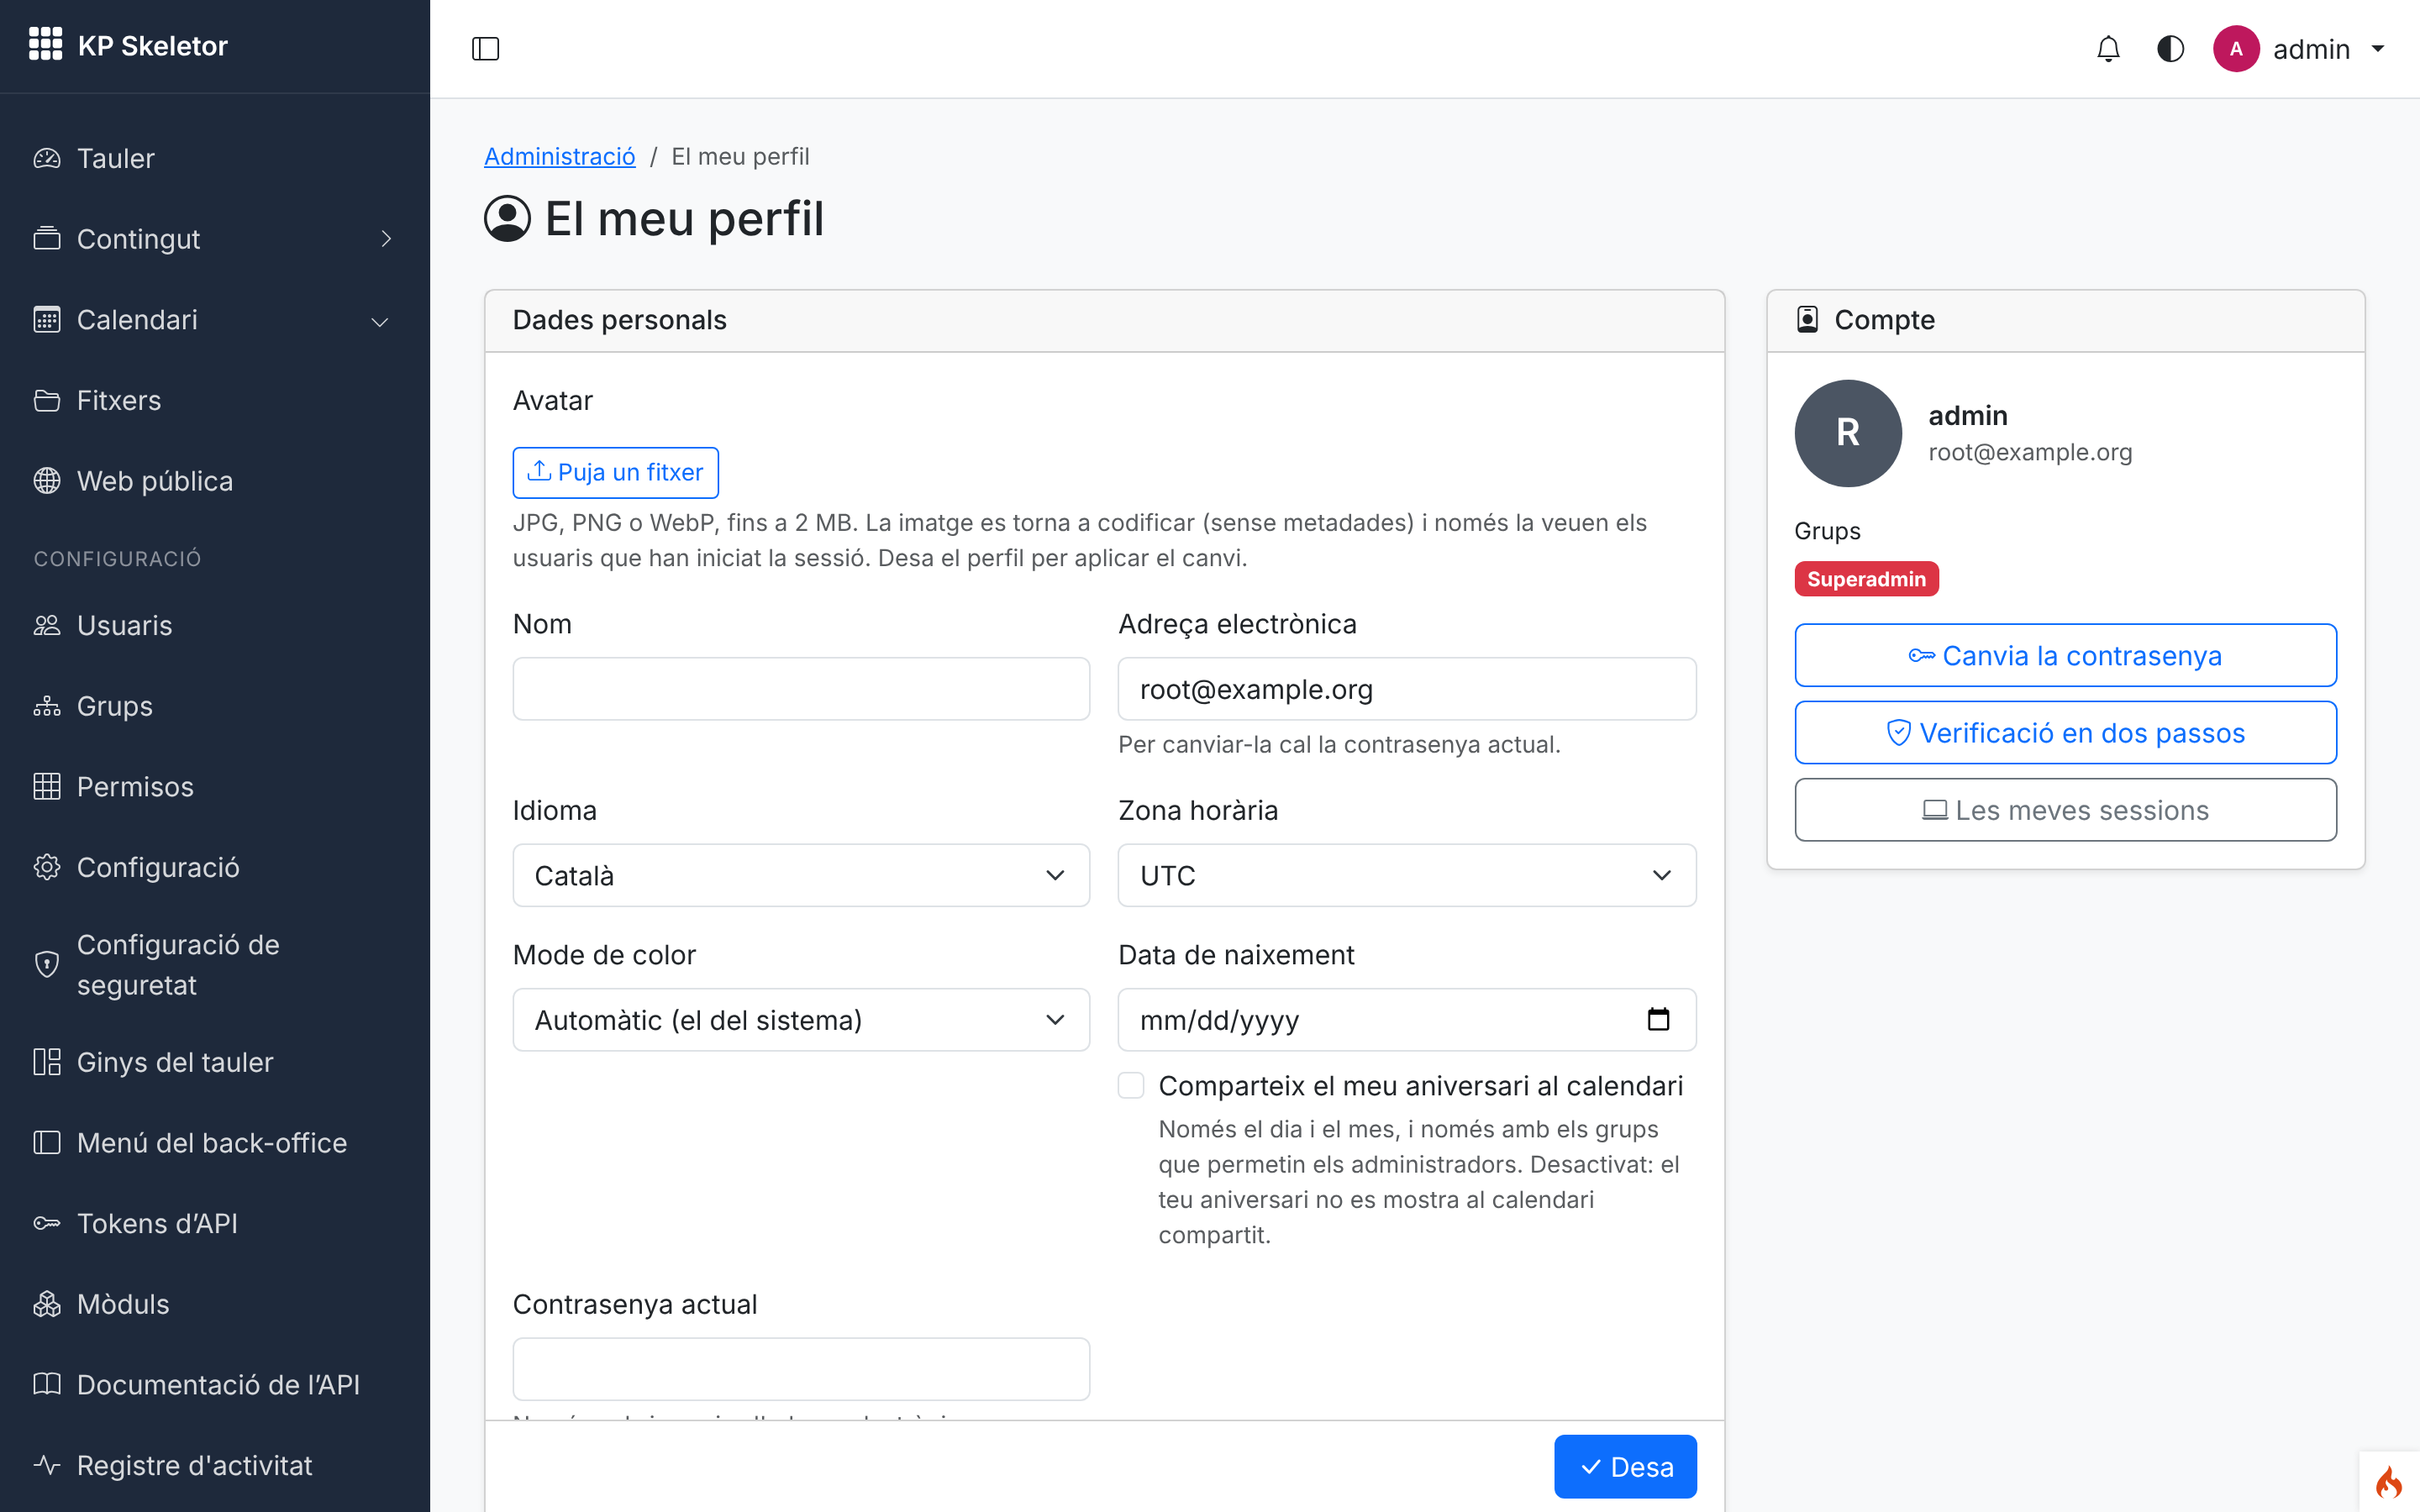 KP Skeletor
admin
A
Tauler
Contingut
Calendari
Fitxers
Web pública
CONFIGURACIÓ
Usuaris
Grups
Permisos
Configuració
Configuració de
seguretat
Ginys del tauler
Menú del back-office
Tokens d’API
Mòduls
Documentació de l’API
Registre d'activitat
Administració / El meu perfil
El meu perfil
Dades personals
Avatar
Puja un fitxer
JPG, PNG o WebP, fins a 2 MB. La imatge es torna a codificar (sense metadades) i només la veuen els
usuaris que han iniciat la sessió. Desa el perfil per aplicar el canvi.
Nom
Adreça electrònica
root@example.org
Per canviar-la cal la contrasenya actual.
Idioma
Català
Zona horària
UTC
Mode de color
Automàtic (el del sistema)
Data de naixement
mm/dd/yyyy
Comparteix el meu aniversari al calendari
Només el dia i el mes, i només amb els grups
que permetin els administradors. Desactivat: el
teu aniversari no es mostra al calendari
compartit.
Contrasenya actual
Desa
Compte
R
admin
root@example.org
Grups
Superadmin
Canvia la contrasenya
Verificació en dos passos
Les meves sessions